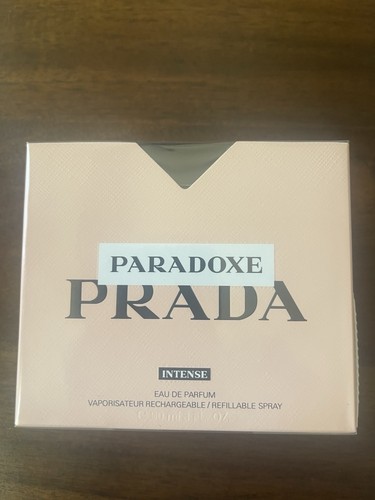 PARADOXE
PRADA
INTENSE
EAU DE PARFUM
VAPORISATEUR RECHARGEABLE / REFILLABLE SPRAY